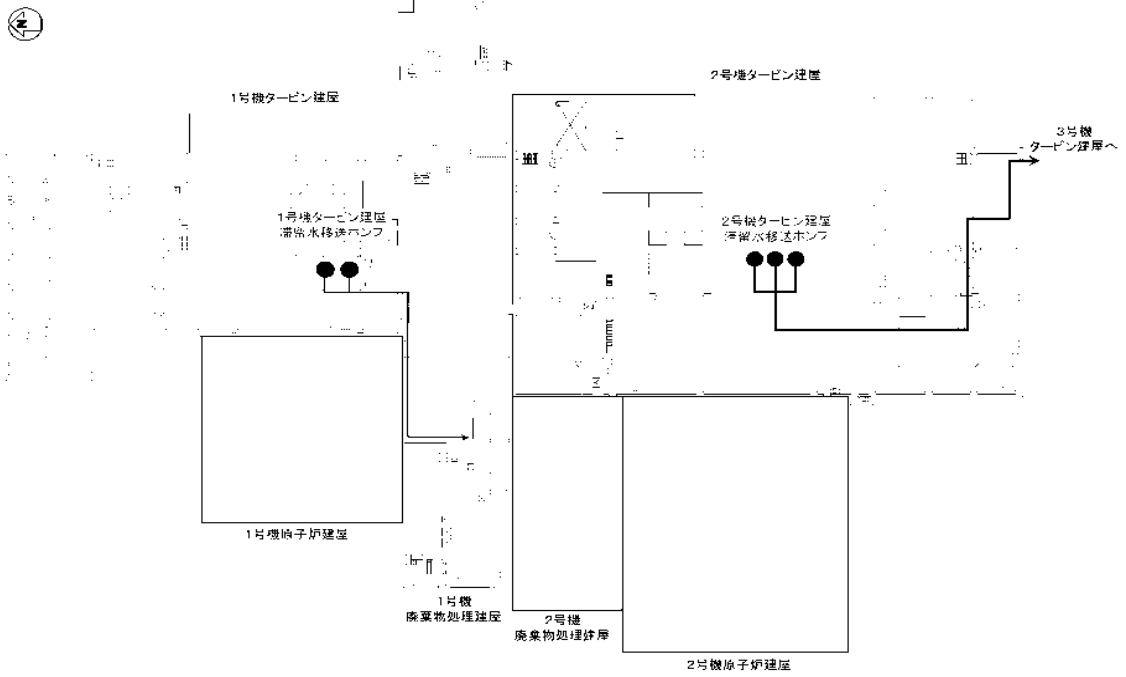 N
2号機タービン建屋
1号機タービン建屋
3号機
タービン建屋へ
1号機タービン建屋
滞留水移送ポンプ
2号機タービン建屋
滞留水移送ポンプ
1号機原子炉建屋
1号機
廃棄物処理建屋
2号機
廃棄物処理建屋
2号機原子炉建屋